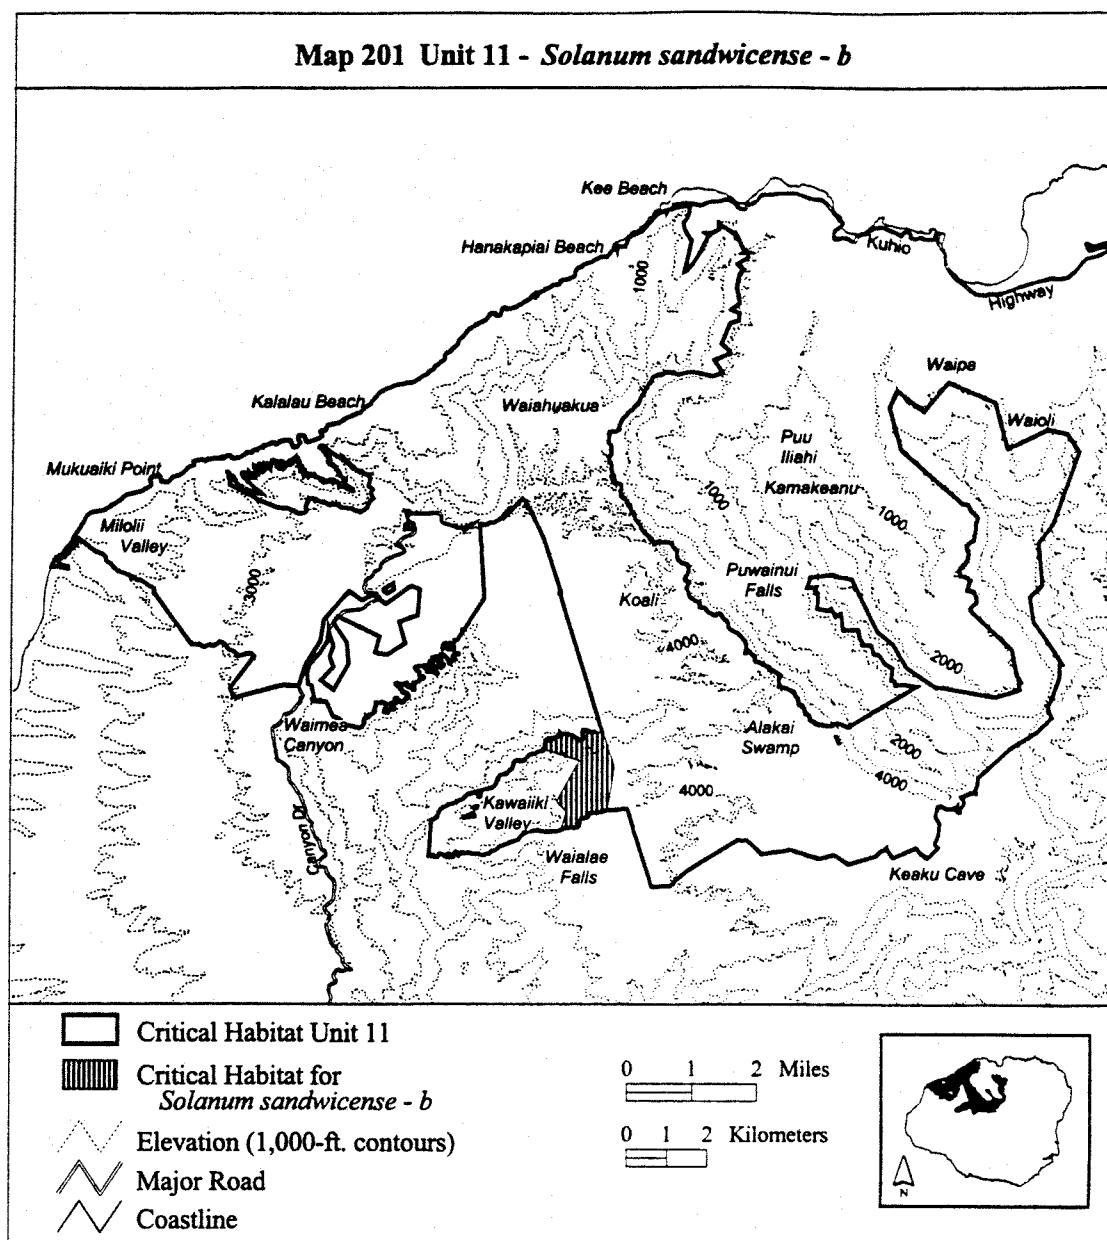 Map 201 Unit 11 - Solanum sandwicense - b
Kee Beach
Hanakapiai Beach
Kuhio
Highway
1000
Waipa
Kalalau Beach
Waiahuakua
Waioli
Puu
Iliahi
Mukuaiki Point
Kamakeanu
1000
1000
Milolii
Valley
3000
Puwainui
Falls
Koali
4000
2000
Waimea
Canyon
Alakai
Swamp
2000
4000
4000
Kawaiiki
Valley
Canyon Dr
Waialae
Falls
Keaku Cave
Critical Habitat Unit 11
Critical Habitat for
Solanum sandwicense - b
Elevation (1,000-ft. contours)
Major Road
Coastline
0 1 2 Miles
0 1 2 Kilometers
N